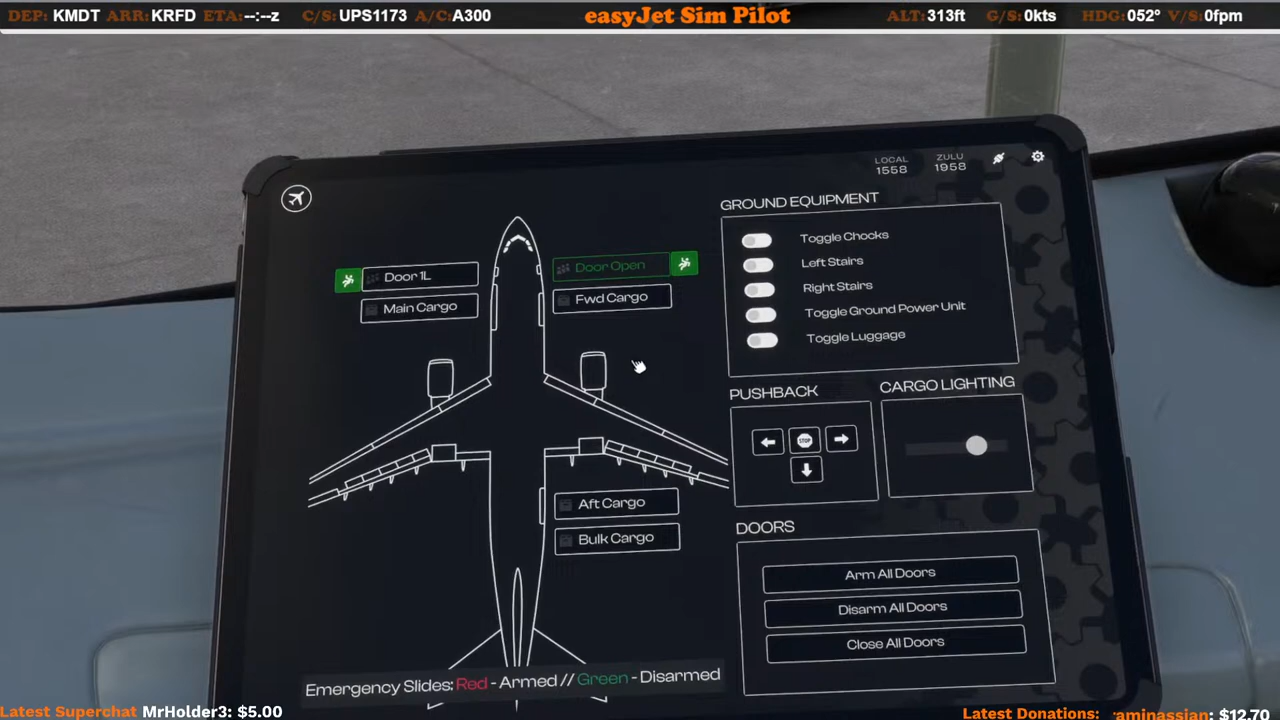 DEP: KMDT ARR: KRFD ETA:--:--z C/S: UPS1173 A/C: A300 easyJet Sim Pilot ALT: 313ft G/S: 0kts HDG: 052° V/S: 0fpm
LOCAL 1558
ZULU 1958
Door 1L
Main Cargo
Door Open
Fwd Cargo
Aft Cargo
Bulk Cargo
Emergency Slides: Red - Armed // Green - Disarmed
GROUND EQUIPMENT
Toggle Chocks
Left Stairs
Right Stairs
Toggle Ground Power Unit
Toggle Luggage
PUSHBACK
STOP
CARGO LIGHTING
DOORS
Arm All Doors
Disarm All Doors
Close All Doors
Latest Superchat MrHolder3: $5.00
Latest Donations: aminassian: $12.70